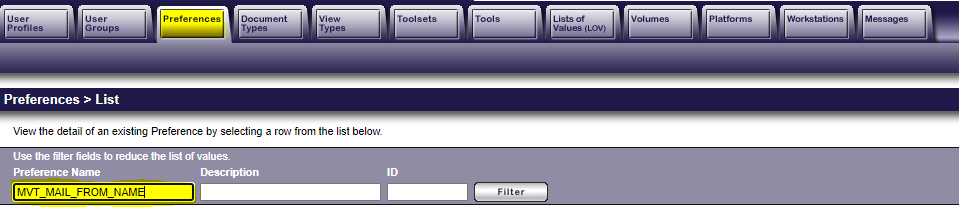 User Profiles
User Groups
Preferences
Document Types
View Types
Toolsets
Tools
Lists of Values (LOV)
Volumes
Platforms
Workstations
Messages
Preferences > List
View the detail of an existing Preference by selecting a row from the list below.
Use the filter fields to reduce the list of values.
Preference Name Description ID
MVT_MAIL_FROM_NAME Filter